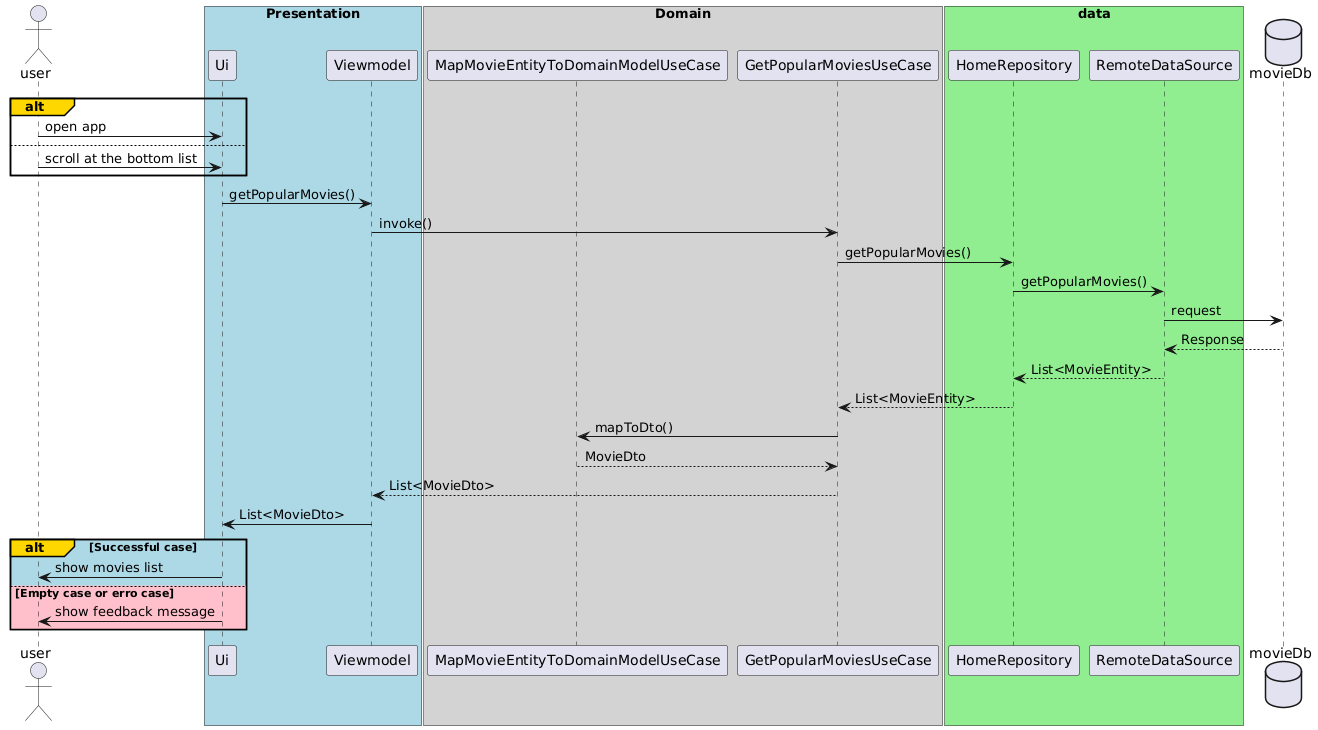 Presentation
Domain
data
user
Ui
Viewmodel
MapMovieEntityToDomainModelUseCase
GetPopularMoviesUseCase
HomeRepository
RemoteDataSource
movieDb
alt
open app
scroll at the bottom list
getPopularMovies()
invoke()
getPopularMovies()
getPopularMovies()
request
Response
List<MovieEntity>
List<MovieEntity>
mapToDto()
MovieDto
List<MovieDto>
List<MovieDto>
alt [Successful case]
show movies list
[Empty case or erro case]
show feedback message
user
Ui
Viewmodel
MapMovieEntityToDomainModelUseCase
GetPopularMoviesUseCase
HomeRepository
RemoteDataSource
movieDb